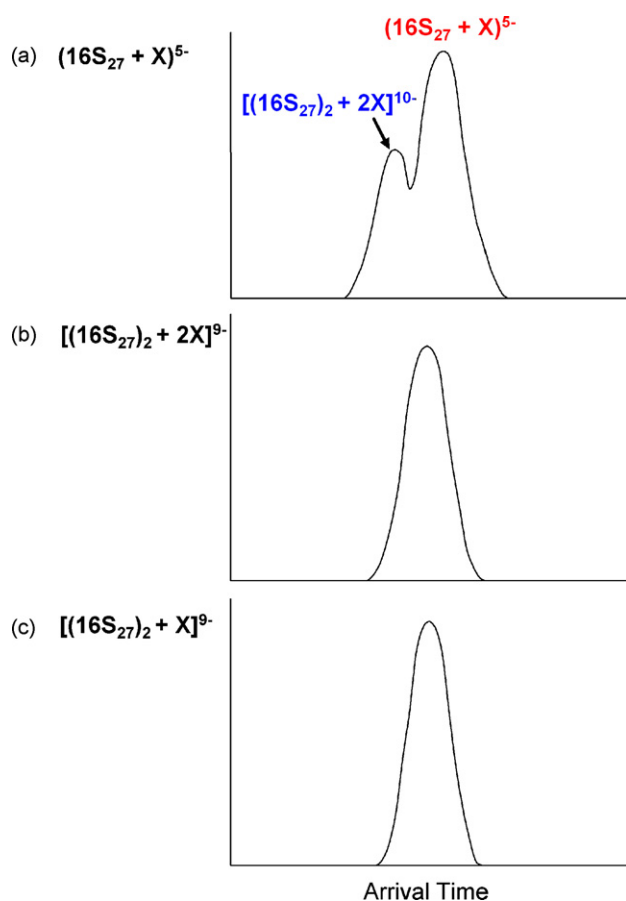 (16S₂₇ + X)⁵⁻
(a) (16S₂₇ + X)⁵⁻
[(16S₂₇)₂ + 2X]¹⁰⁻
(b) [(16S₂₇)₂ + 2X]⁹⁻
(c) [(16S₂₇)₂ + X]⁹⁻
Arrival Time